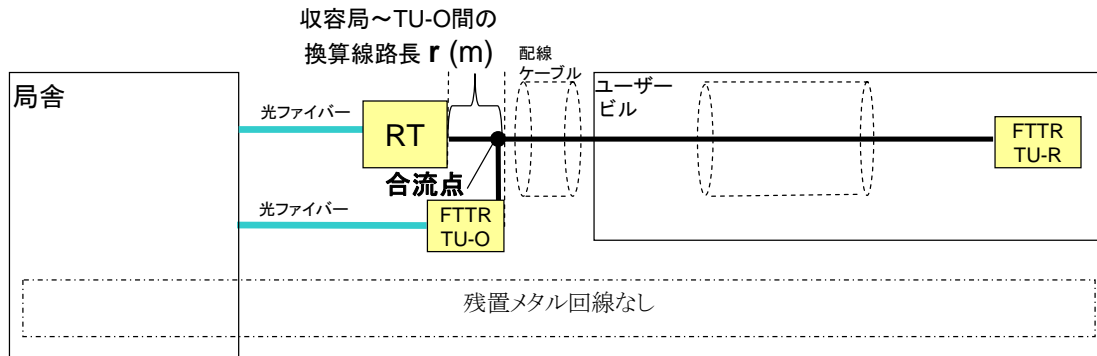 収容局～TU-O間の
換算線路長 r (m)
配線
ケーブル
局舎
ユーザー
ビル
光ファイバー
RT
FTTR
TU-R
合流点
光ファイバー
FTTR
TU-O
残置メタル回線なし